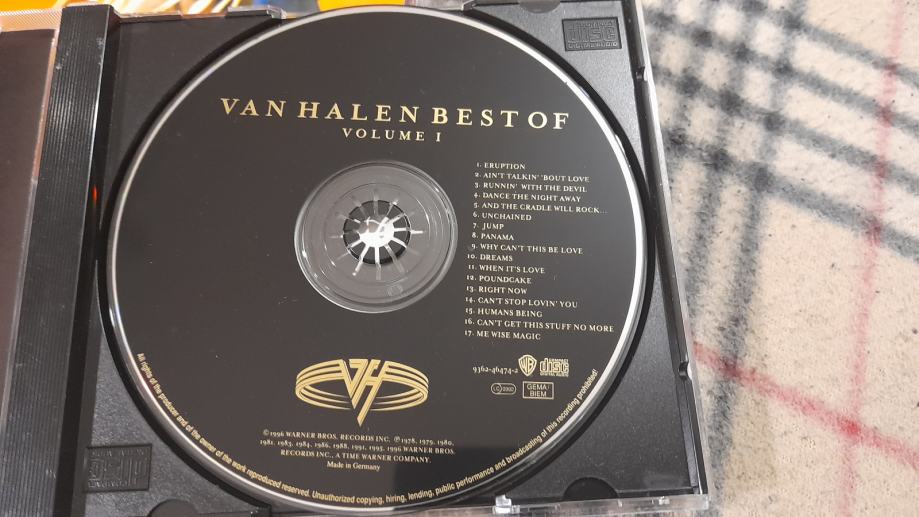 VAN HALEN BEST OF
VOLUME I
1. ERUPTION
2. AIN'T TALKIN' 'BOUT LOVE
3. RUNNIN' WITH THE DEVIL
4. DANCE THE NIGHT AWAY
5. AND THE CRADLE WILL ROCK...
6. UNCHAINED
7. JUMP
8. PANAMA
9. WHY CAN'T THIS BE LOVE
10. DREAMS
11. WHEN IT'S LOVE
12. POUNDCAKE
13. RIGHT NOW
14. CAN'T STOP LOVIN' YOU
15. HUMANS BEING
16. CAN'T GET THIS STUFF NO MORE
17. ME WISE MAGIC
9362-46474-2
COMPACT
disc
DIGITAL AUDIO
GEMA
BIEM
VH
©1996 WARNER BROS. RECORDS INC. ℗1978, 1979, 1980,
1981, 1983, 1984, 1986, 1988, 1991, 1995, 1996 WARNER BROS.
RECORDS INC., A TIME WARNER COMPANY.
Made in Germany
All rights of the producer and of the owner of the work reproduced reserved. Unauthorized copying, hiring, lending, public performance and broadcasting of this recording prohibited!